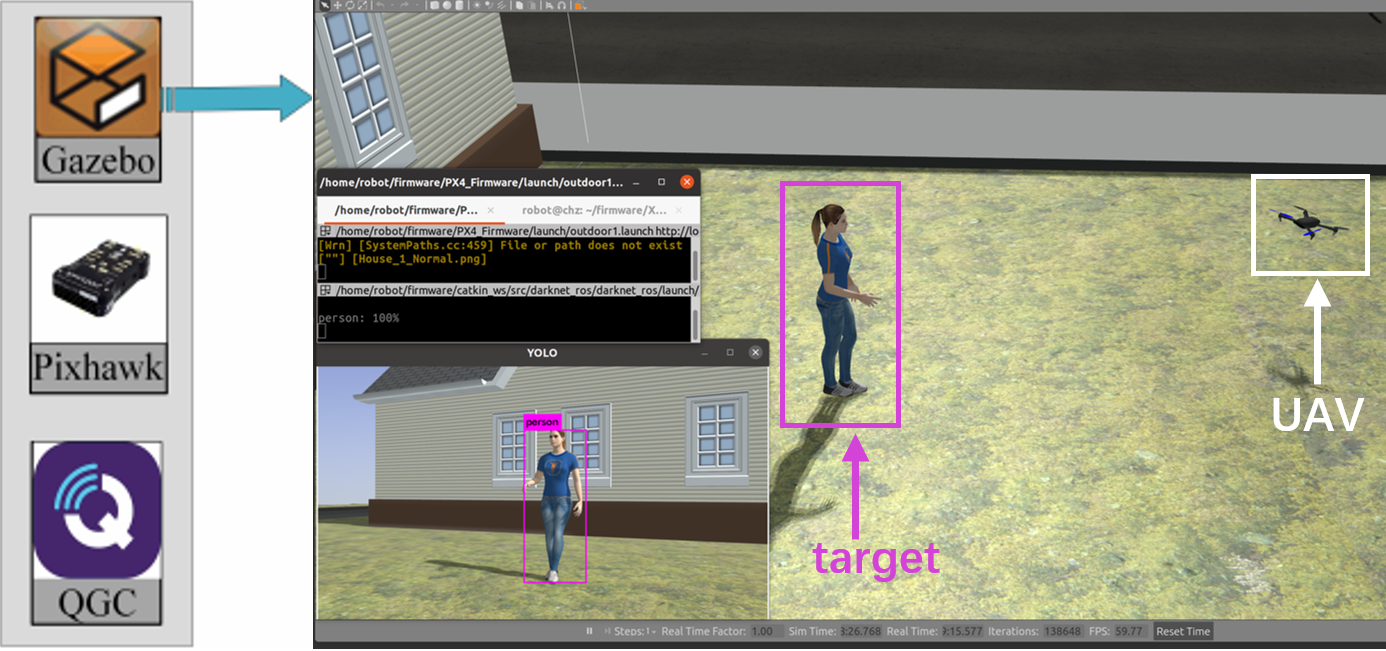 Gazebo
Pixhawk
QGC
/home/robot/firmware/PX4_Firmware/launch/outdoor1...
/home/robot/firmware/P...
robot@chz: ~/firmware/X...
/home/robot/firmware/PX4_Firmware/launch/outdoor1.launch http://lo
[Wrn] [SystemPaths.cc:459] File or path does not exist
[""] [House_1_Normal.png]
/home/robot/firmware/catkin_ws/src/darknet_ros/darknet_ros/launch/
person: 100%
YOLO
person
target
UAV
Steps: Real Time Factor: 1.00 Sim Time: 3:26.768 Real Time: 9:15.577 Iterations: 138648 FPS: 59.77 Reset Time